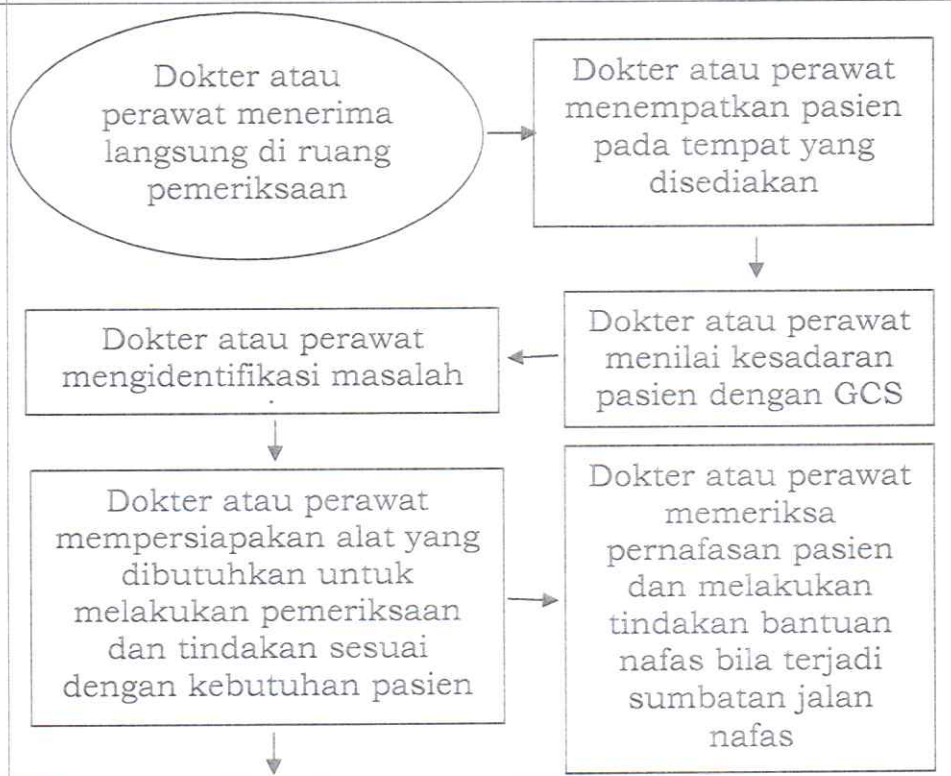 Dokter atau
perawat menerima
langsung di ruang
pemeriksaan
Dokter atau perawat
menempatkan pasien
pada tempat yang
disediakan
Dokter atau perawat
menilai kesadaran
pasien dengan GCS
Dokter atau perawat
mengidentifikasi masalah
Dokter atau perawat
mempersiapakan alat yang
dibutuhkan untuk
melakukan pemeriksaan
dan tindakan sesuai
dengan kebutuhan pasien
Dokter atau perawat
memeriksa
pernafasan pasien
dan melakukan
tindakan bantuan
nafas bila terjadi
sumbatan jalan
nafas